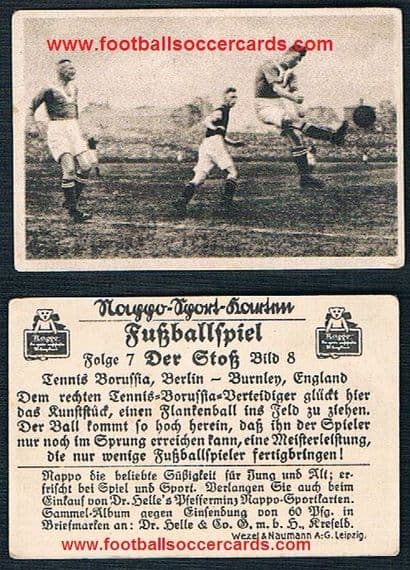 www.footballsoccercards.com
Nappo-Sport-Karten
Fußballspiel
Folge 7 Der Stoß Bild 8
Tennis Borussia, Berlin – Burnley, England
Dem rechten Tennis-Borussia-Verteidiger glückt hier
das Kunststück, einen Flankenball ins Feld zu ziehen.
Der Ball kommt so hoch herein, daß ihn der Spieler
nur noch im Sprung erreichen kann, eine Meisterleistung,
die nur wenige Fußballspieler fertigbringen!
Nappo die beliebte Süßigkeit für Jung und Alt; er-
frischt bei Spiel und Sport. Verlangen Sie auch beim
Einkauf von Dr. Helle's Pfefferminz Nappo-Sportkarten.
Sammel-Album gegen Einsendung von 60 Pfg. in
Briefmarken an: Dr. Helle & Co. G. m. b. H., Krefeld.
Wezel & Naumann A.-G. Leipzig.
www.footballsoccercards.com